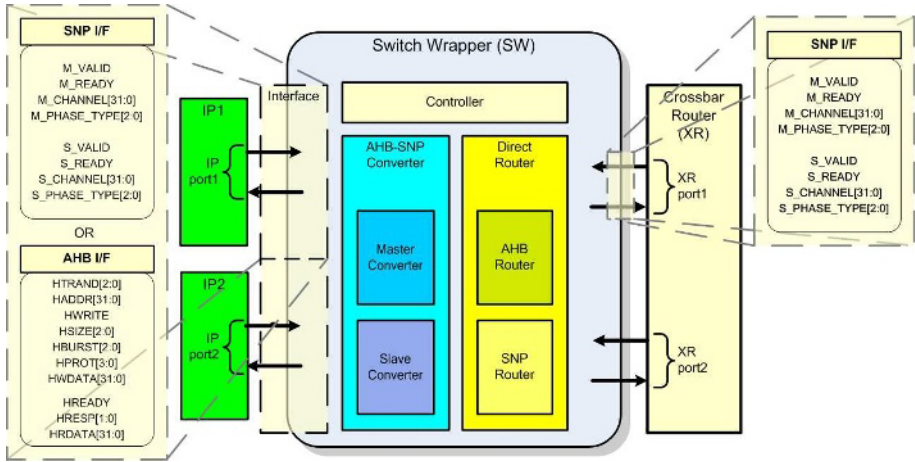 SNP I/F
M_VALID
M_READY
M_CHANNEL[31:0]
M_PHASE_TYPE[2:0]
S_VALID
S_READY
S_CHANNEL[31:0]
S_PHASE_TYPE[2:0]
OR
AHB I/F
HTRAND[2:0]
HADDR[31:0]
HWRITE
HSIZE[2:0]
HBURST[2:0]
HPROT[3:0]
HWDATA[31:0]
HREADY
HRESP[1:0]
HRDATA[31:0]
IP1
IP
port1
IP2
IP
port2
Switch Wrapper (SW)
Interface
Controller
AHB-SNP
Converter
Master
Converter
Slave
Converter
Direct
Router
AHB
Router
SNP
Router
Crossbar
Router
(XR)
XR
port1
XR
port2
SNP I/F
M_VALID
M_READY
M_CHANNEL[31:0]
M_PHASE_TYPE[2:0]
S_VALID
S_READY
S_CHANNEL[31:0]
S_PHASE_TYPE[2:0]